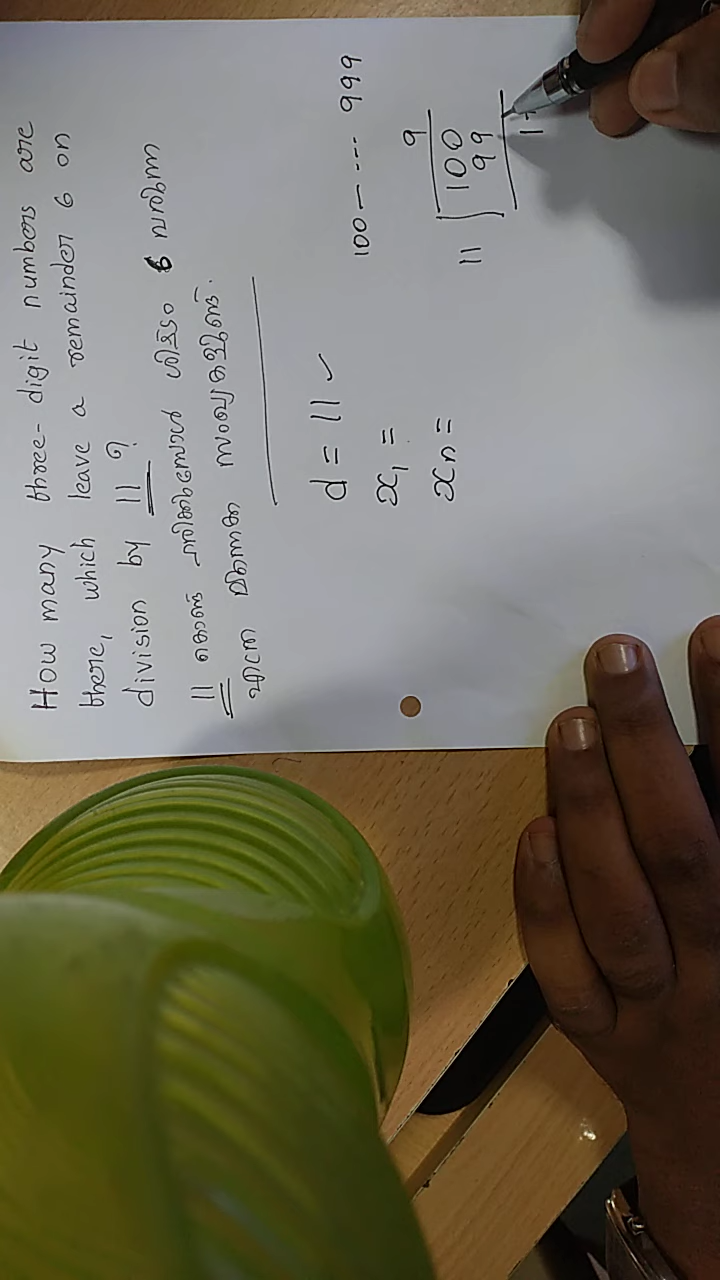 How many three-digit numbers are
there, which leave a remainder 6 on
division by 11 ?
11 കൊണ്ട് ഹരിക്കുമ്പോൾ ശിഷ്ടം 6 വരുന്ന
എത്ര മൂന്നക്ക സംഖ്യകളുണ്ട്.
d = 11 ✓ 100 — --- 999
x₁ = 9
xn = 11 100
99
1